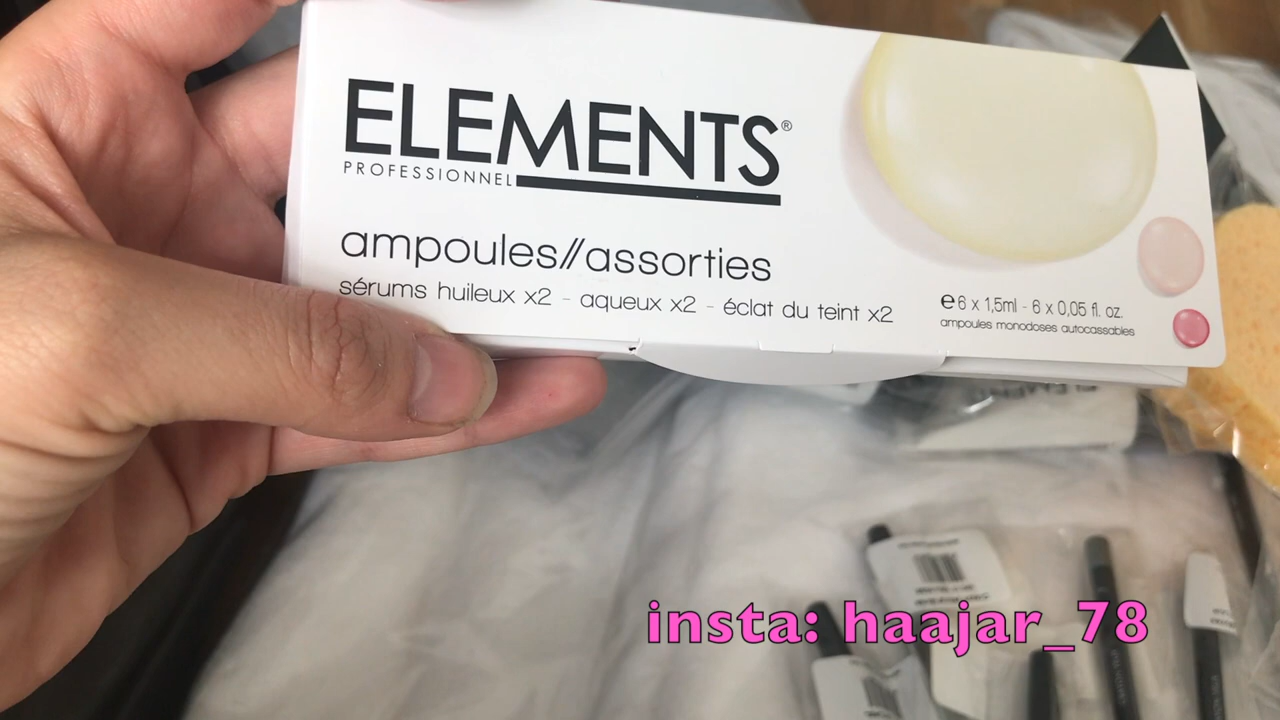 ELEMENTS®
PROFESSIONNEL
ampoules//assorties
sérums huileux x2 - aqueux x2 - éclat du teint x2
e 6 x 1,5ml - 6 x 0,05 fl. oz.
ampoules monodoses autocassables
insta: haajar_78